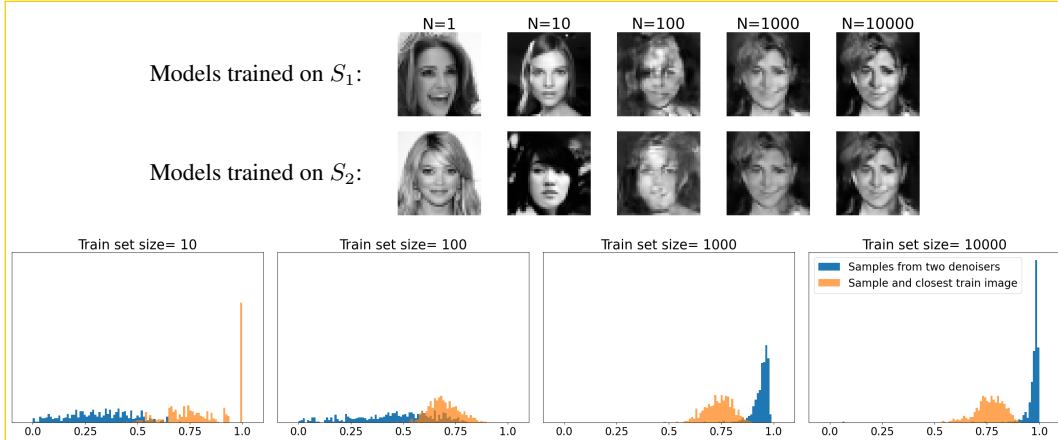 N=1 N=10 N=100 N=1000 N=10000
Models trained on S₁:
Models trained on S₂:
Train set size= 10 Train set size= 100 Train set size= 1000 Train set size= 10000
Samples from two denoisers
Sample and closest train image
0.0 0.25 0.5 0.75 1.0 0.0 0.25 0.5 0.75 1.0 0.0 0.25 0.5 0.75 1.0 0.0 0.25 0.5 0.75 1.0